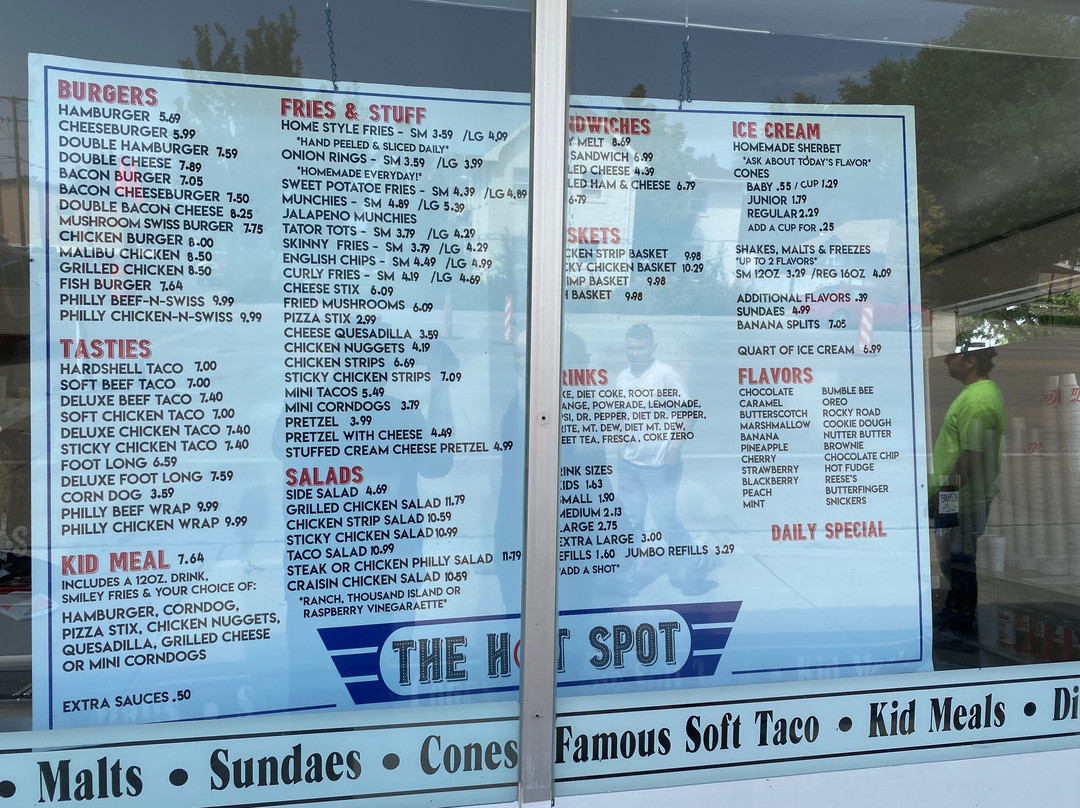 BURGERS
HAMBURGER 5.69
CHEESEBURGER 5.99
DOUBLE HAMBURGER 7.59
DOUBLE CHEESE 7.89
BACON BURGER 7.05
BACON CHEESEBURGER 7.50
DOUBLE BACON CHEESE 8.25
MUSHROOM SWISS BURGER 7.75
CHICKEN BURGER 8.00
MALIBU CHICKEN 8.50
GRILLED CHICKEN 8.50
FISH BURGER 7.64
PHILLY BEEF-N-SWISS 9.99
PHILLY CHICKEN-N-SWISS 9.99
TASTIES
HARDSHELL TACO 7.00
SOFT BEEF TACO 7.00
DELUXE BEEF TACO 7.40
SOFT CHICKEN TACO 7.00
DELUXE CHICKEN TACO 7.40
STICKY CHICKEN TACO 7.40
FOOT LONG 6.59
DELUXE FOOT LONG 7.59
CORN DOG 3.59
PHILLY BEEF WRAP 9.99
PHILLY CHICKEN WRAP 9.99
KID MEAL 7.64
INCLUDES A 12OZ. DRINK,
SMILEY FRIES & YOUR CHOICE OF:
HAMBURGER, CORNDOG,
PIZZA STIX, CHICKEN NUGGETS,
QUESADILLA, GRILLED CHEESE
OR MINI CORNDOGS
EXTRA SAUCES .50
FRIES & STUFF
HOME STYLE FRIES - SM 3.59 /LG 4.09
"HAND PEELED & SLICED DAILY"
ONION RINGS - SM 3.59 /LG 3.99
"HOMEMADE EVERYDAY!"
SWEET POTATOE FRIES - SM 4.39 /LG 4.89
MUNCHIES - SM 4.89 /LG 5.39
JALAPENO MUNCHIES
TATOR TOTS - SM 3.79 /LG 4.29
SKINNY FRIES - SM 3.79 /LG 4.29
ENGLISH CHIPS - SM 4.49 /LG 4.99
CURLY FRIES - SM 4.19 /LG 4.69
CHEESE STIX 6.09
FRIED MUSHROOMS 6.09
PIZZA STIX 2.99
CHEESE QUESADILLA 3.59
CHICKEN NUGGETS 4.19
CHICKEN STRIPS 6.69
STICKY CHICKEN STRIPS 7.09
MINI TACOS 5.49
MINI CORNDOGS 3.79
PRETZEL 3.99
PRETZEL WITH CHEESE 4.49
STUFFED CREAM CHEESE PRETZEL 4.99
SALADS
SIDE SALAD 4.69
GRILLED CHICKEN SALAD 11.79
CHICKEN STRIP SALAD 10.59
STICKY CHICKEN SALAD 10.99
TACO SALAD 10.99
STEAK OR CHICKEN PHILLY SALAD 11.79
CRAISIN CHICKEN SALAD 10.59
"RANCH, THOUSAND ISLAND OR
RASPBERRY VINEGARAETTE"
NDWICHES
Y MELT 8.69
SANDWICH 6.99
LED CHEESE 4.39
LED HAM & CHEESE 6.79
6.79
SKETS
CKEN STRIP BASKET 9.98
CKY CHICKEN BASKET 10.29
IMP BASKET 9.98
H BASKET 9.98
RINKS
KE, DIET COKE, ROOT BEER,
ANGE, POWERADE, LEMONADE,
PSI, DR. PEPPER, DIET DR. PEPPER,
RITE, MT. DEW, DIET MT. DEW,
EET TEA, FRESCA, COKE ZERO
RINK SIZES
KIDS 1.63
SMALL 1.90
MEDIUM 2.13
LARGE 2.75
EXTRA LARGE 3.00
EFILLS 1.60 JUMBO REFILLS 3.29
"ADD A SHOT"
ICE CREAM
HOMEMADE SHERBET
"ASK ABOUT TODAY'S FLAVOR"
CONES
BABY .55 / CUP 1.29
JUNIOR 1.79
REGULAR 2.29
ADD A CUP FOR .25
SHAKES, MALTS & FREEZES
"UP TO 2 FLAVORS"
SM 12OZ 3.29 /REG 16OZ 4.09
ADDITIONAL FLAVORS .39
SUNDAES 4.99
BANANA SPLITS 7.05
QUART OF ICE CREAM 6.99
FLAVORS
CHOCOLATE
CARAMEL
BUTTERSCOTCH
MARSHMALLOW
BANANA
PINEAPPLE
CHERRY
STRAWBERRY
BLACKBERRY
PEACH
MINT
BUMBLE BEE
OREO
ROCKY ROAD
COOKIE DOUGH
NUTTER BUTTER
BROWNIE
CHOCOLATE CHIP
HOT FUDGE
REESE'S
BUTTERFINGER
SNICKERS
DAILY SPECIAL
THE H T SPOT
• Malts • Sundaes • Cones Famous Soft Taco • Kid Meals • Di